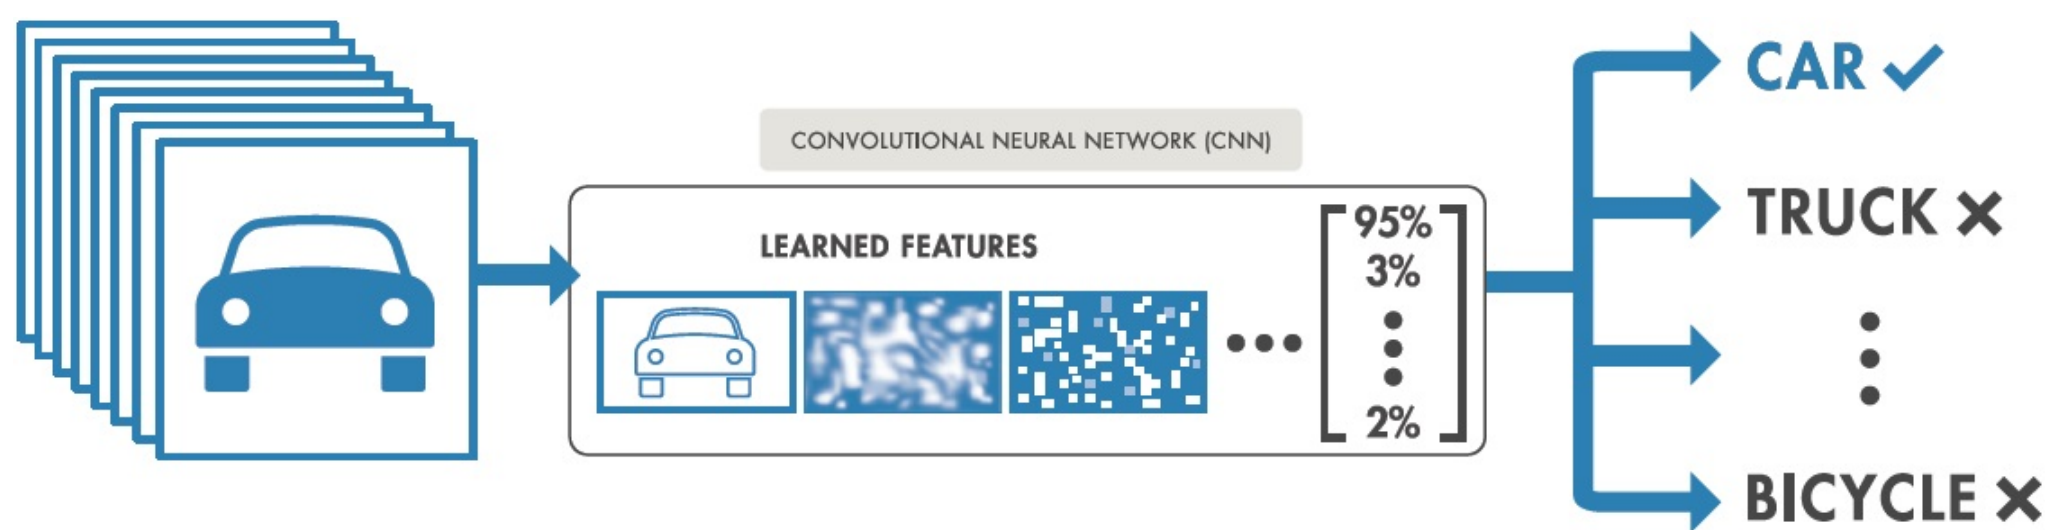 CONVOLUTIONAL NEURAL NETWORK (CNN)
LEARNED FEATURES
95%
3%
2%
CAR
TRUCK
BICYCLE